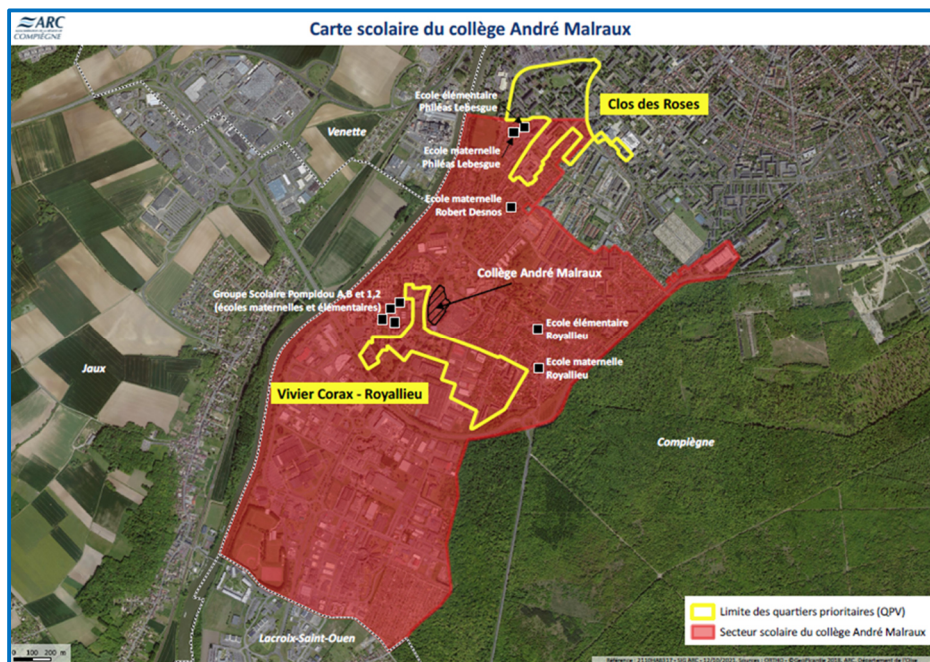 ARC
COMPIÈGNE
Carte scolaire du collège André Malraux
Ecole élémentaire
Philéas Lebesgue
Clos des Roses
Venette
Ecole maternelle
Philéas Lebesgue
Ecole maternelle
Robert Desnos
Collège André Malraux
Groupe Scolaire Pompidou A,B et 1,2
(écoles maternelles et élémentaires)
Ecole élémentaire
Royallieu
Jaux
Ecole maternelle
Royallieu
Vivier Corax - Royallieu
Compiègne
Limite des quartiers prioritaires (QPV)
Secteur scolaire du collège André Malraux
Lacroix-Saint-Ouen
0 100 200 m